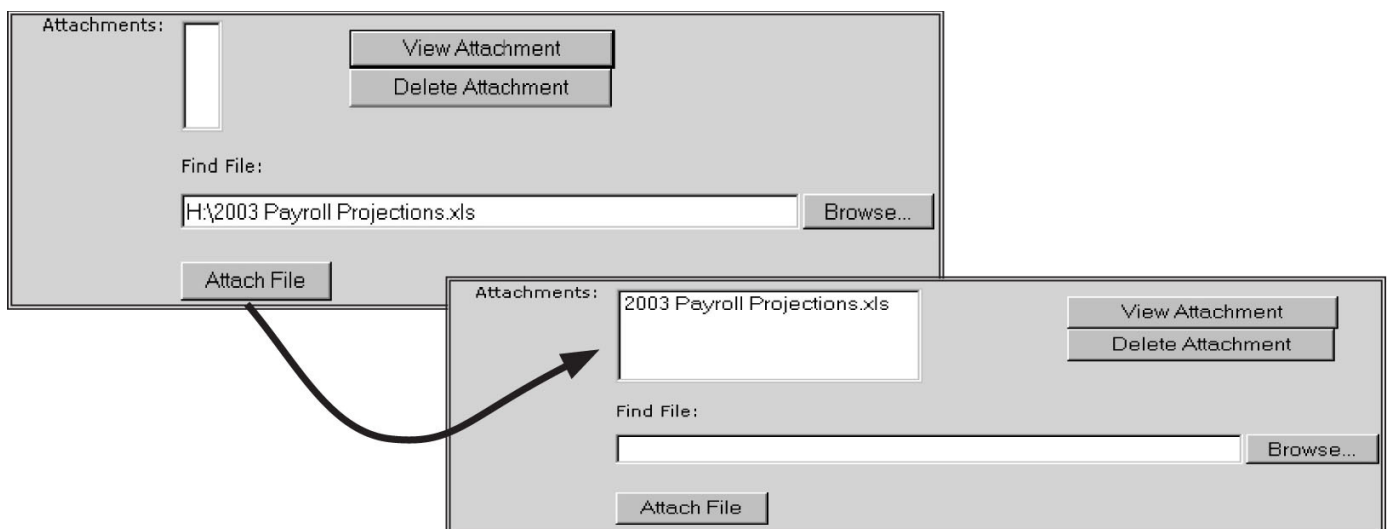 Attachments:
View Attachment
Delete Attachment
Find File:
H:\2003 Payroll Projections.xls
Browse...
Attach File
Attachments:
2003 Payroll Projections.xls
View Attachment
Delete Attachment
Find File:
Browse...
Attach File